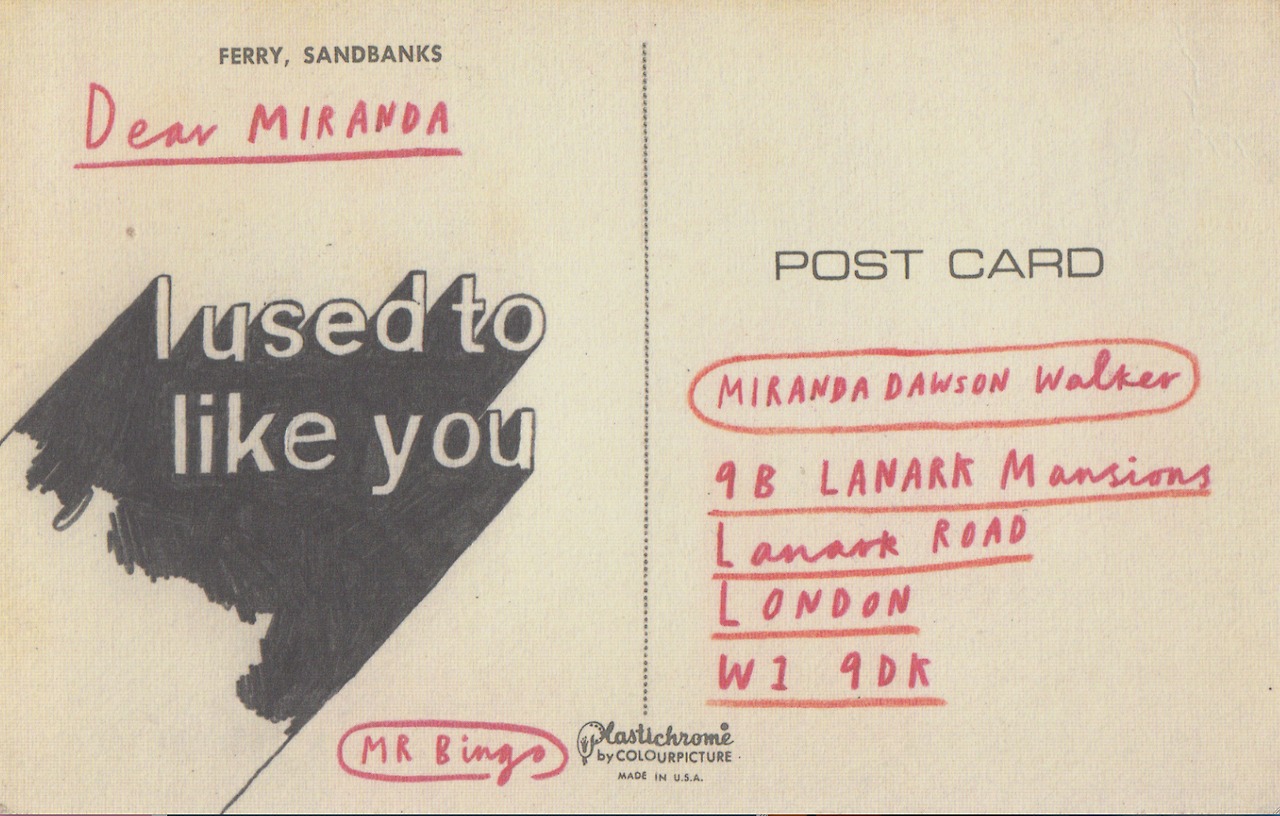 FERRY, SANDBANKS
Dear MIRANDA
I used to
like you
MR Bingo
Plastichrome
by COLOURPICTURE
MADE IN U.S.A.
POST CARD
MIRANDA DAWSON Walker
9B LANARK Mansions
Lanark ROAD
LONDON
W1 9DK